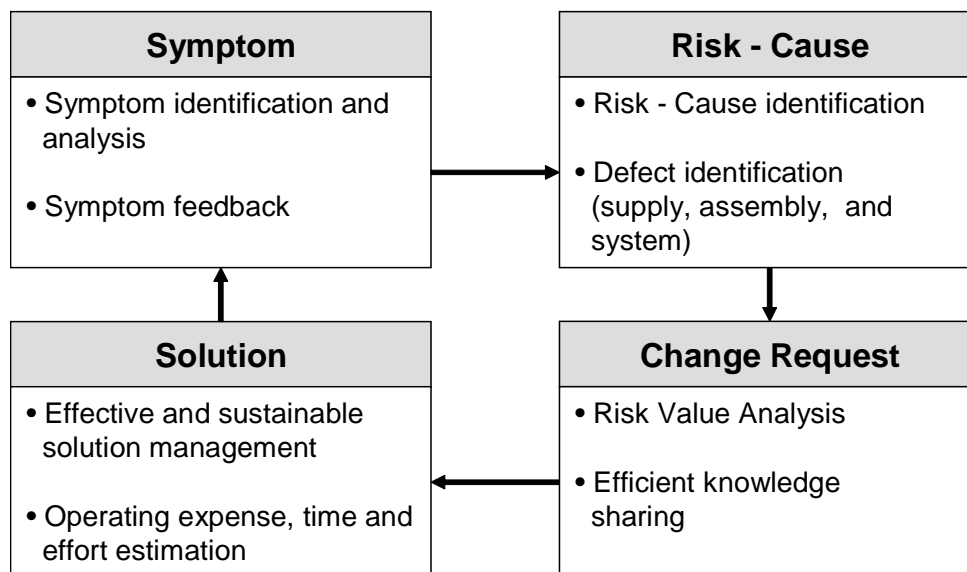 Symptom
• Symptom identification and
analysis
• Symptom feedback
Risk - Cause
• Risk - Cause identification
• Defect identification
(supply, assembly, and
system)
Solution
• Effective and sustainable
solution management
• Operating expense, time and
effort estimation
Change Request
• Risk Value Analysis
• Efficient knowledge
sharing